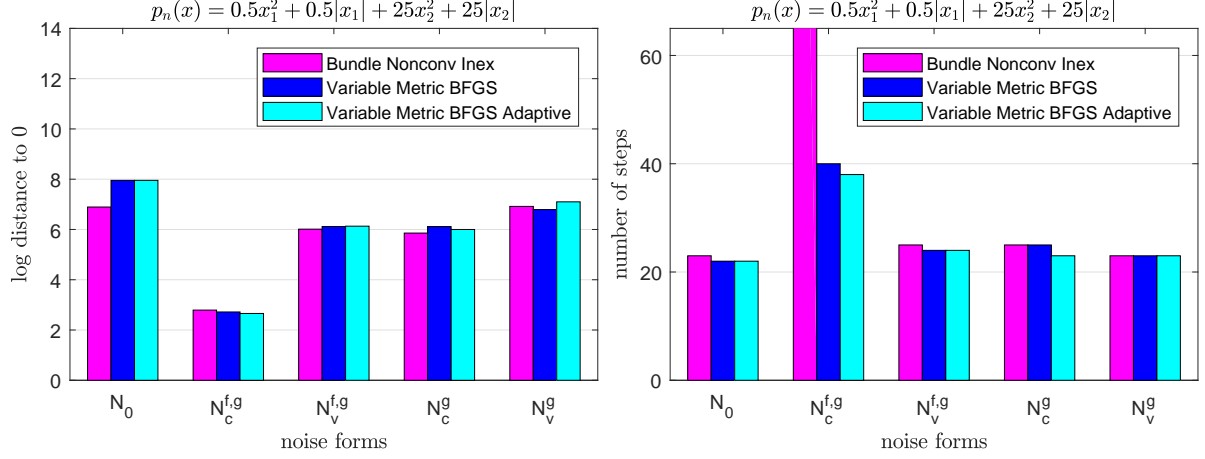 p_n(x) = 0.5x_1^2 + 0.5|x_1| + 25x_2^2 + 25|x_2|
14
12
10
8
6
4
2
0
log distance to 0
Bundle Nonconv Inex
Variable Metric BFGS
Variable Metric BFGS Adaptive
N_0
N_c^{f,g}
N_v^{f,g}
N_c^g
N_v^g
noise forms
p_n(x) = 0.5x_1^2 + 0.5|x_1| + 25x_2^2 + 25|x_2|
60
40
20
0
number of steps
Bundle Nonconv Inex
Variable Metric BFGS
Variable Metric BFGS Adaptive
N_0
N_c^{f,g}
N_v^{f,g}
N_c^g
N_v^g
noise forms